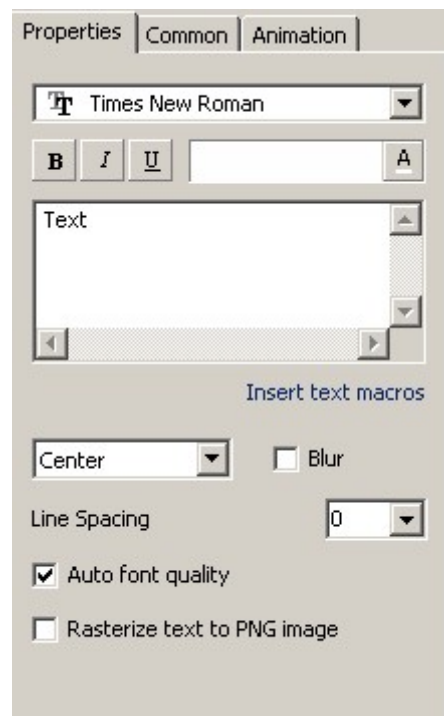 Properties Common Animation
Times New Roman
B I U A
Text
Insert text macros
Center Blur
Line Spacing 0
Auto font quality
Rasterize text to PNG image